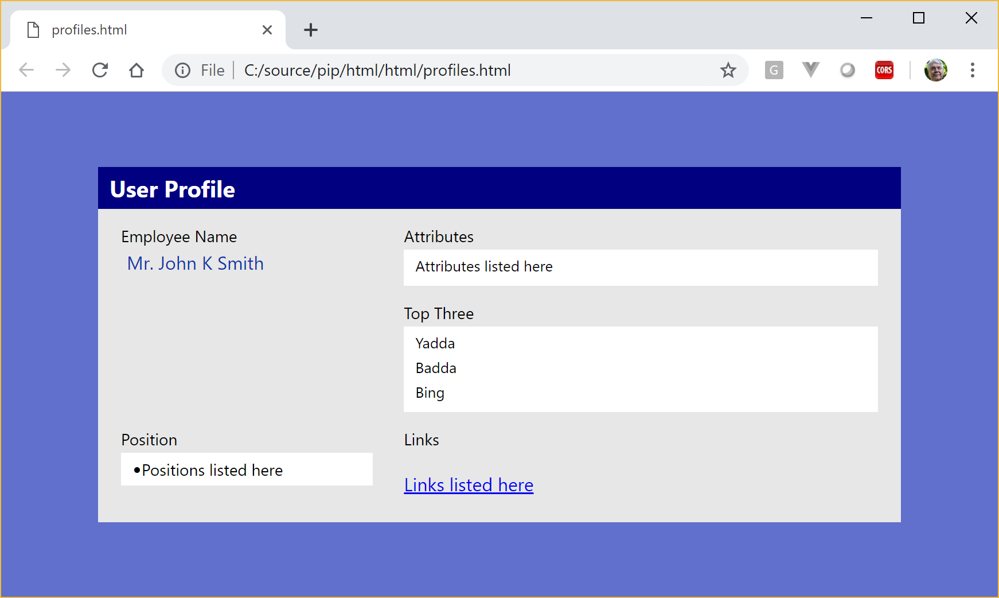 profiles.html
File
C:/source/pip/html/html/profiles.html
G
CORS
User Profile
Employee Name
Mr. John K Smith
Attributes
Attributes listed here
Top Three
Yadda
Badda
Bing
Position
•Positions listed here
Links
Links listed here